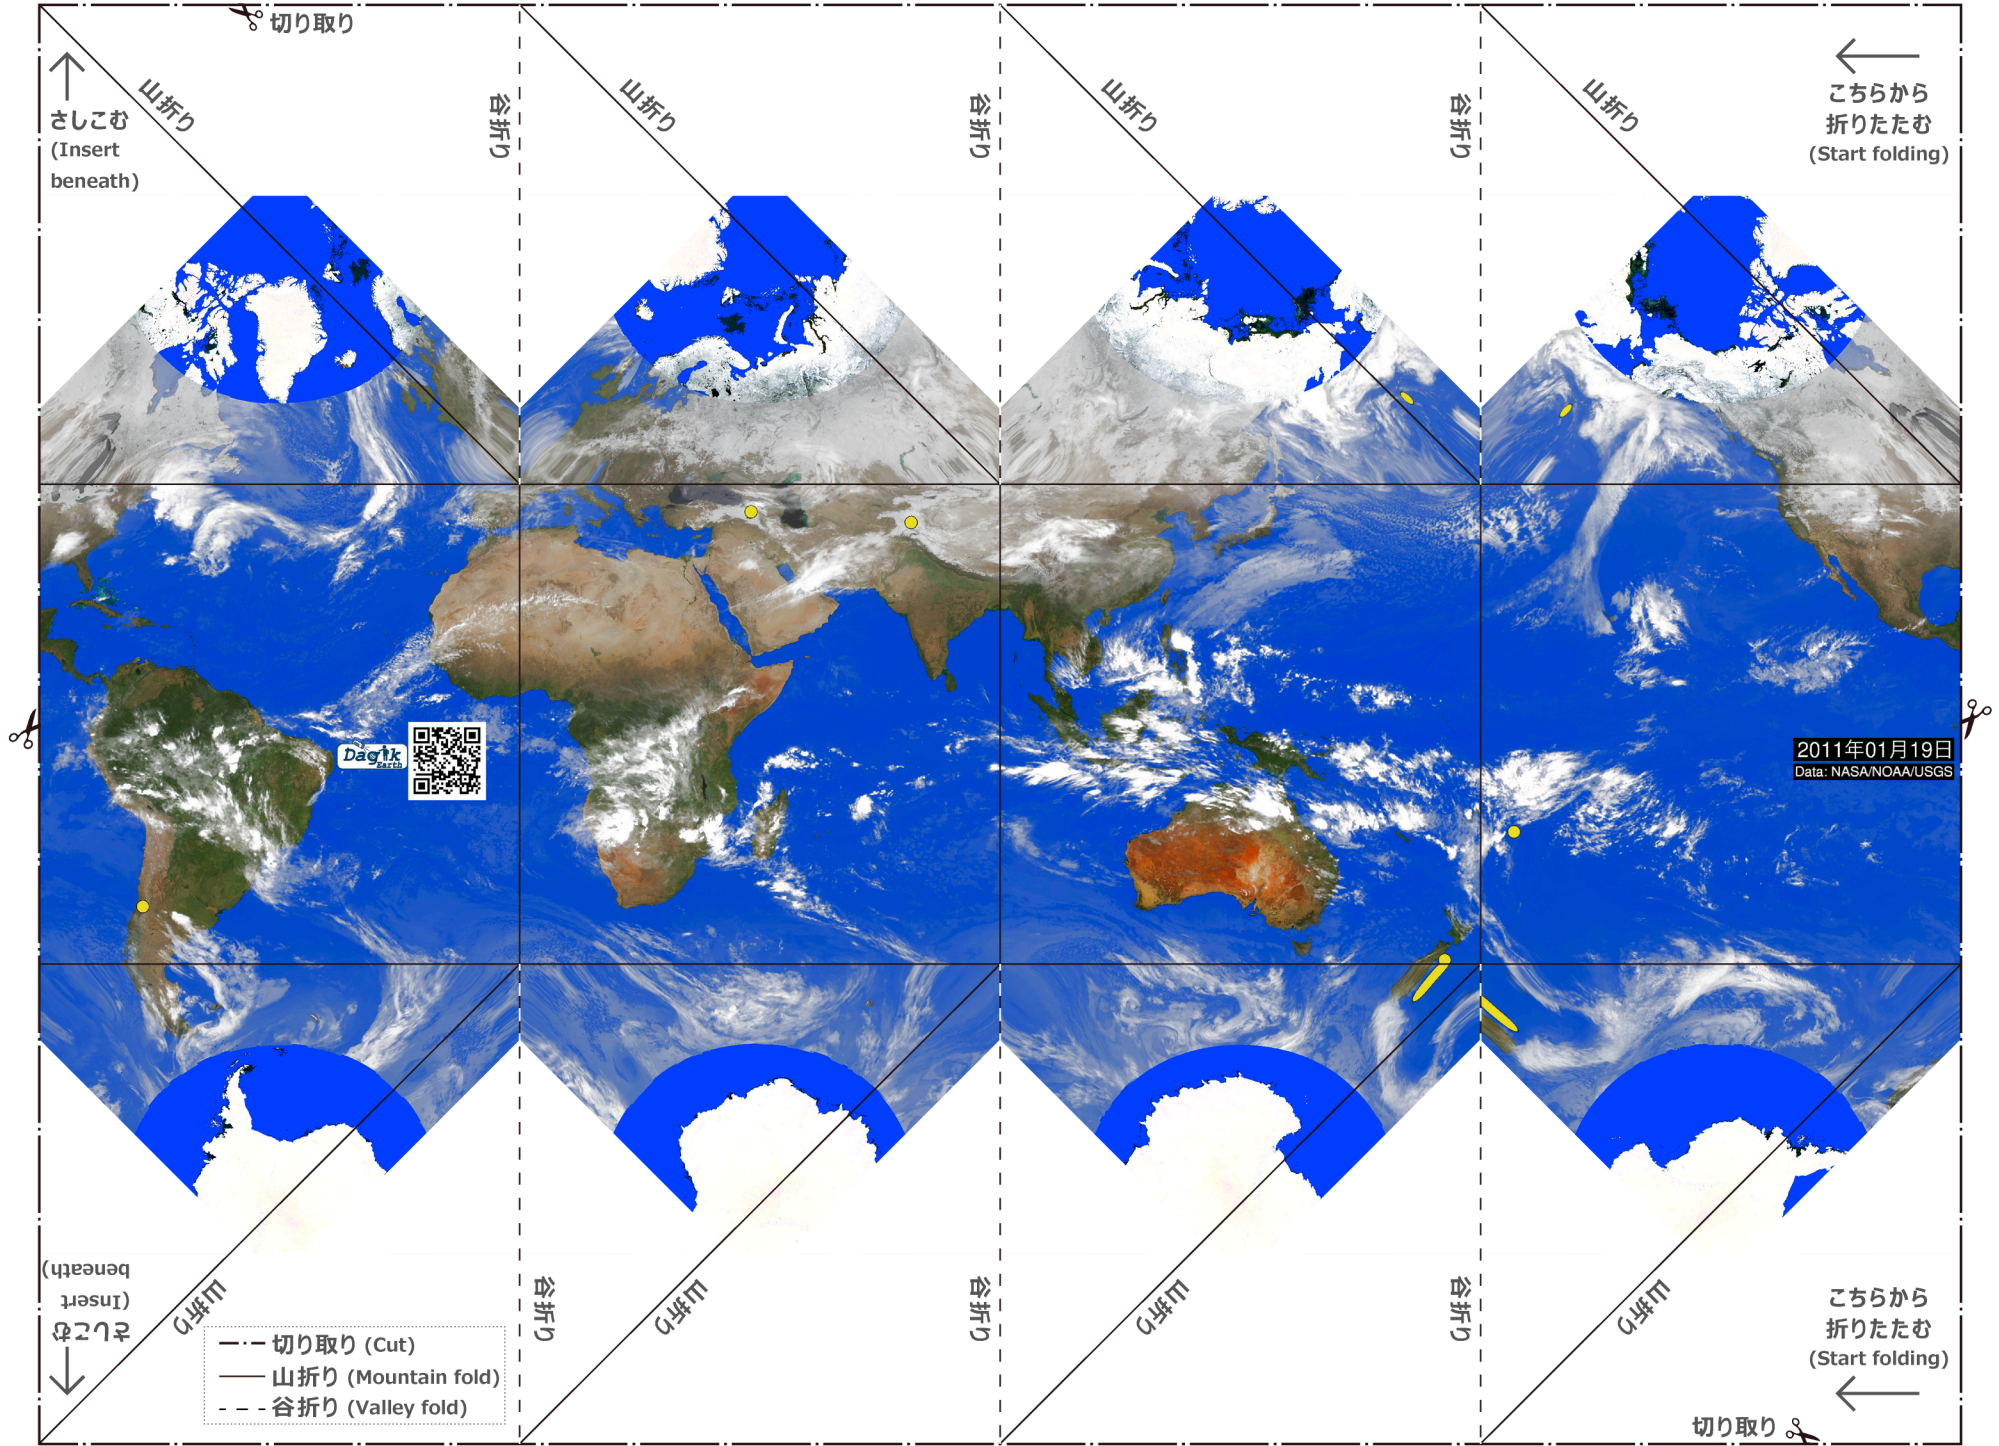 切り取り
さしこむ
(Insert
beneath)
山折り
谷折り
山折り
谷折り
山折り
谷折り
山折り
こちらから
折りたたむ
(Start folding)
Dagik
Earth
2011年01月19日
Data: NASA/NOAA/USGS
さしこむ
(Insert
beneath)
山折り
谷折り
山折り
谷折り
山折り
谷折り
山折り
こちらから
折りたたむ
(Start folding)
切り取り (Cut)
山折り (Mountain fold)
谷折り (Valley fold)
切り取り